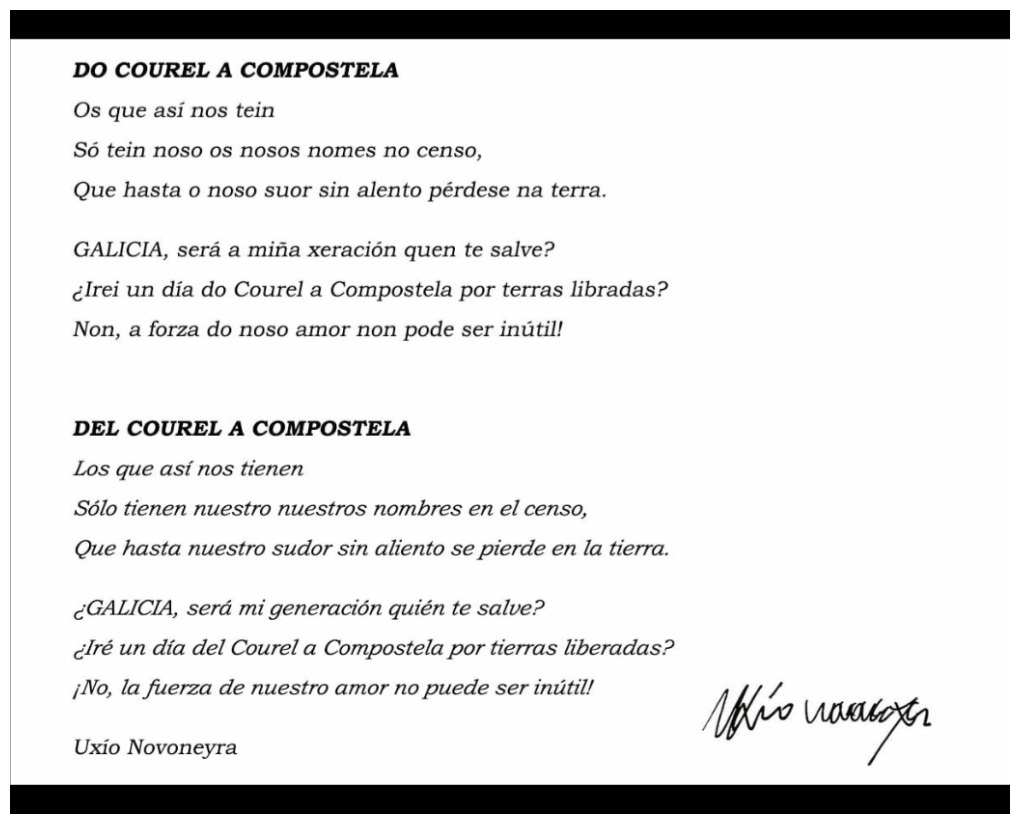 DO COUREL A COMPOSTELA
Os que así nos tein
Só tein noso os nosos nomes no censo,
Que hasta o noso suor sin alento pérdese na terra.
GALICIA, será a miña xeración quen te salve?
¿Irei un día do Courel a Compostela por terras libradas?
Non, a forza do noso amor non pode ser inútil!
DEL COUREL A COMPOSTELA
Los que así nos tienen
Sólo tienen nuestro nuestros nombres en el censo,
Que hasta nuestro sudor sin aliento se pierde en la tierra.
¿GALICIA, será mi generación quién te salve?
¿Iré un día del Courel a Compostela por tierras liberadas?
¡No, la fuerza de nuestro amor no puede ser inútil!
Uxío Novoneyra